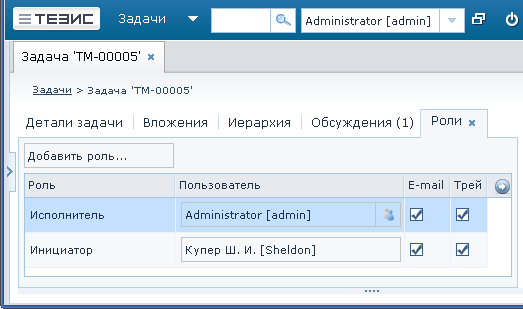 ТЕЗИС Задачи Administrator [admin]
Задача 'ТМ-00005'
Задачи > Задача 'ТМ-00005'
Детали задачи Вложения Иерархия Обсуждения (1) Роли
Добавить роль...
Роль Пользователь E-mail Трей
Исполнитель Administrator [admin]
Инициатор Купер Ш. И. [Sheldon]